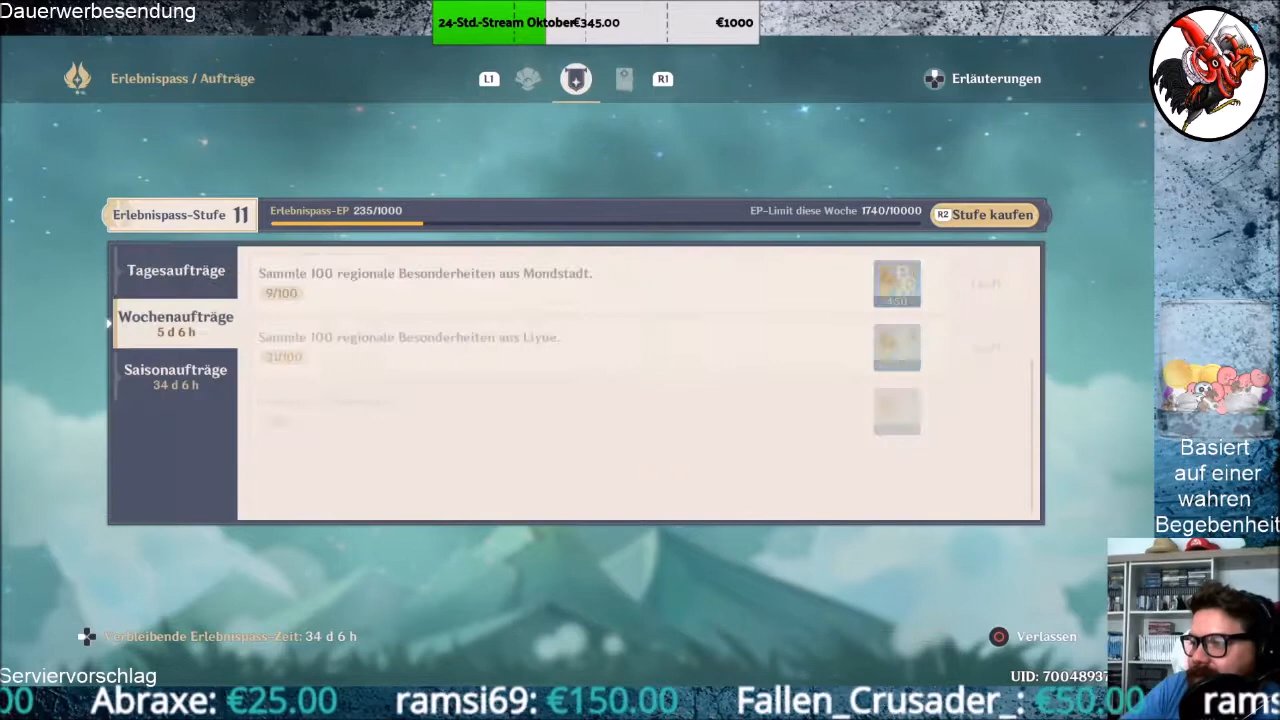 Dauerwerbesendung
24-Std.-Stream Oktober €345.00 €1000
Erlebnispass / Aufträge
L1
R1
Erläuterungen
Erlebnispass-Stufe 11
Erlebnispass-EP 235/1000
EP-Limit diese Woche 1740/10000
R2 Stufe kaufen
Tagesaufträge
Wochenaufträge
5 d 6 h
Saisonaufträge
34 d 6 h
Sammle 100 regionale Besonderheiten aus Mondstadt.
9/100
Sammle 100 regionale Besonderheiten aus Liyue.
Basiert
auf einer
wahren
Begebenheit
Verbleibende Erlebnispass-Zeit: 34 d 6 h
Verlassen
Serviervorschlag
UID: 70048937
Abraxe: €25.00 ramsi69: €150.00 Fallen_Crusader_: €50.00 rams